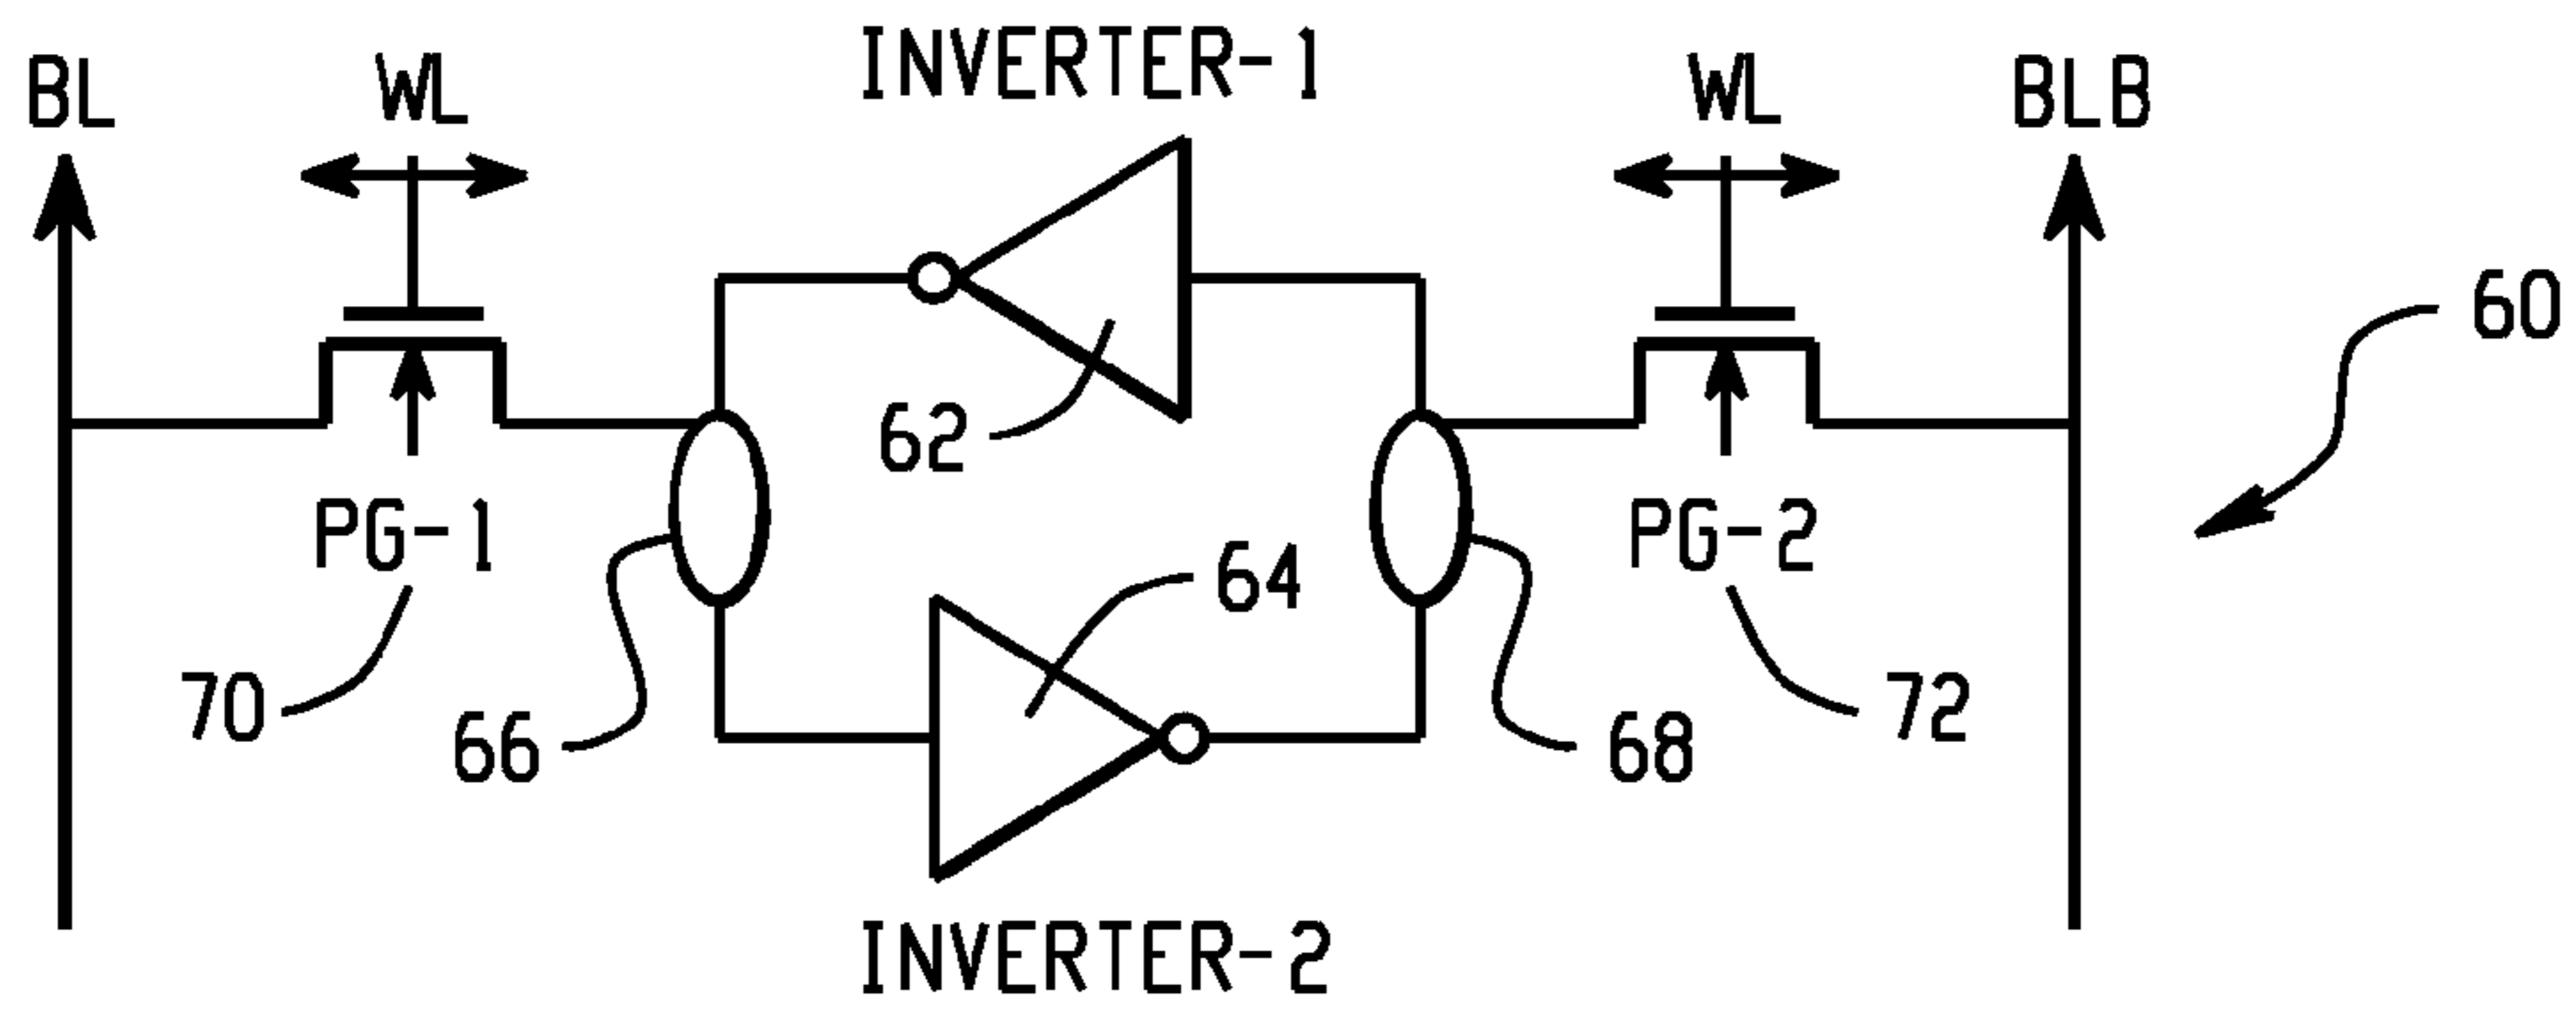 INVERTER-1
BL
WL
WL
BLB
60
62
PG-1
PG-2
64
70
66
68
72
INVERTER-2